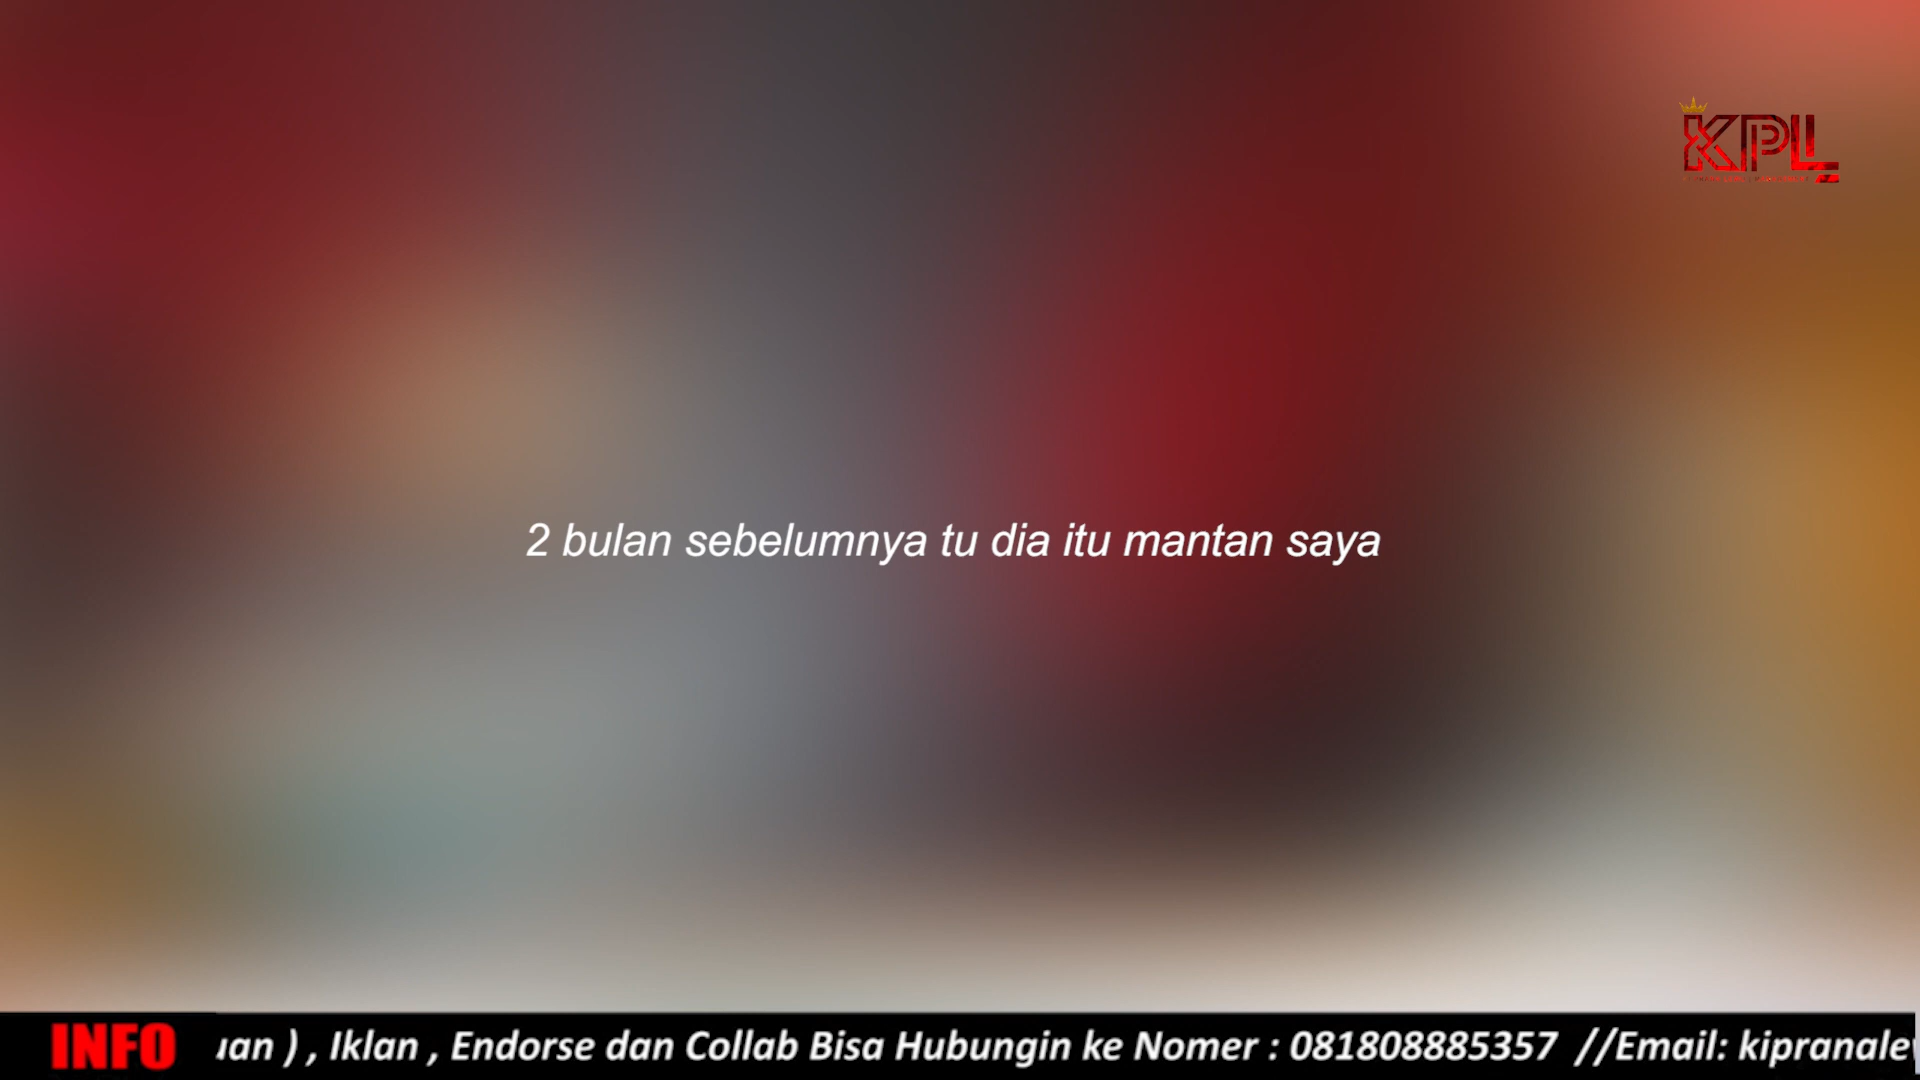 KPL
2 bulan sebelumnya tu dia itu mantan saya
INFO
uan ) , Iklan , Endorse dan Collab Bisa Hubungin ke Nomer : 081808885357 //Email: kipranale